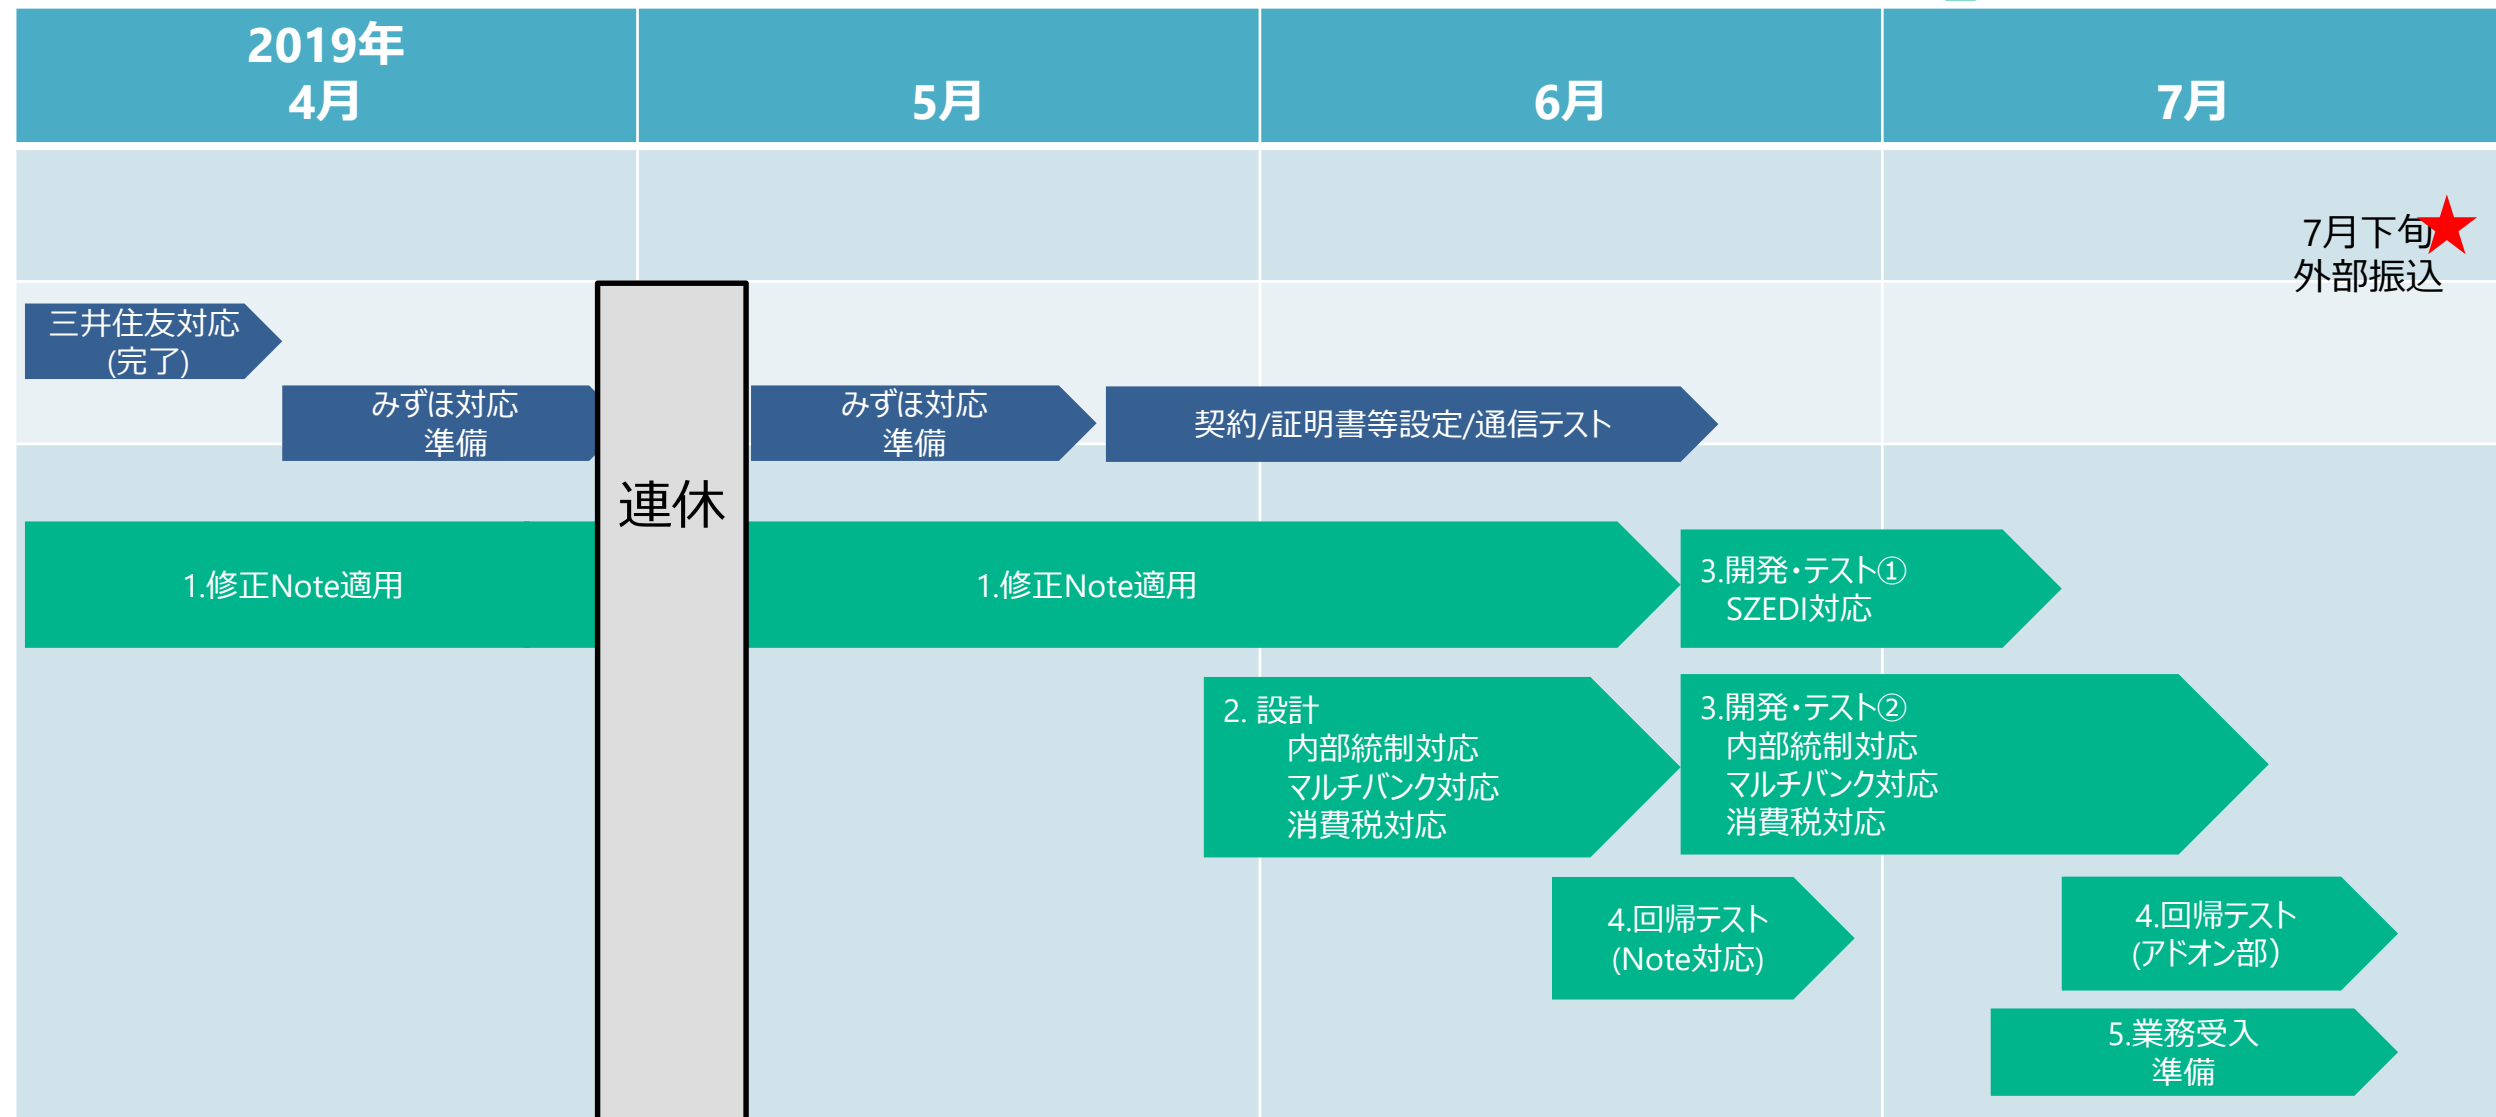 2019年
4月
5月
6月
7月
7月下旬
外部振込
三井住友対応
(完了)
みずほ対応
準備
みずほ対応
準備
契約/証明書等設定/通信テスト
連休
1.修正Note適用
1.修正Note適用
3.開発・テスト①
SZEDI対応
2. 設計
内部統制対応
マルチバンク対応
消費税対応
3.開発・テスト②
内部統制対応
マルチバンク対応
消費税対応
4.回帰テスト
(Note対応)
4.回帰テスト
(アドオン部）
5.業務受入
準備